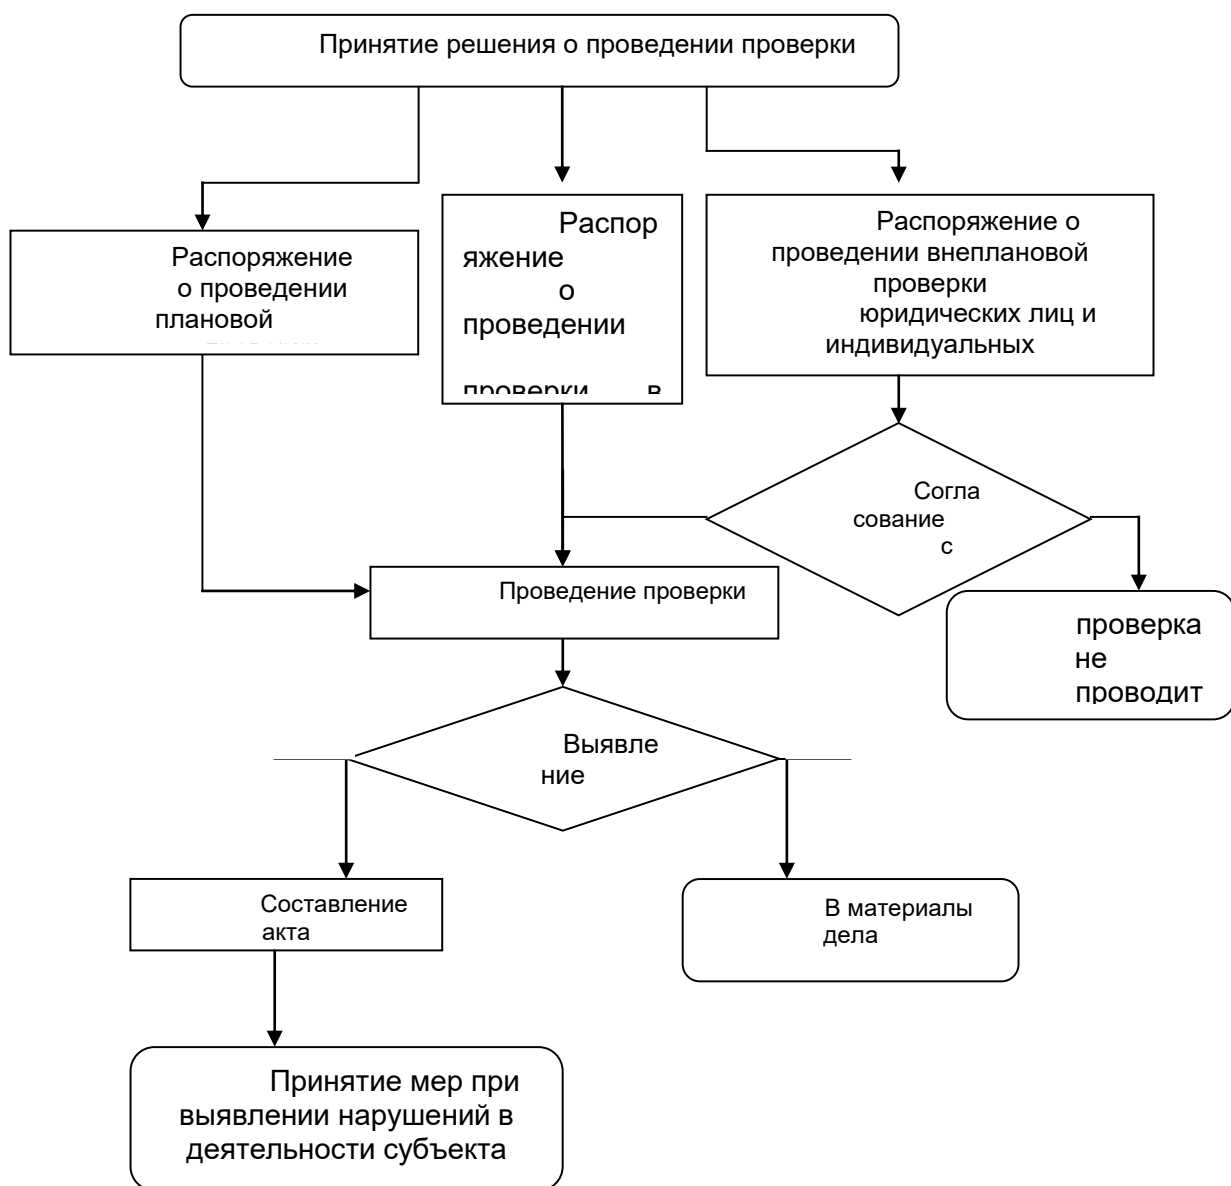 Принятие решения о проведении проверки
Распоряжение
о проведении
плановой
Распор
яжение
о
проведении
проверки в
Распоряжение о
проведении внеплановой
проверки
юридических лиц и
индивидуальных
Согла
сование
с
Проведение проверки
проверка
не
проводит
Выявле
ние
Составление
акта
В материалы
дела
Принятие мер при
выявлении нарушений в
деятельности субъекта